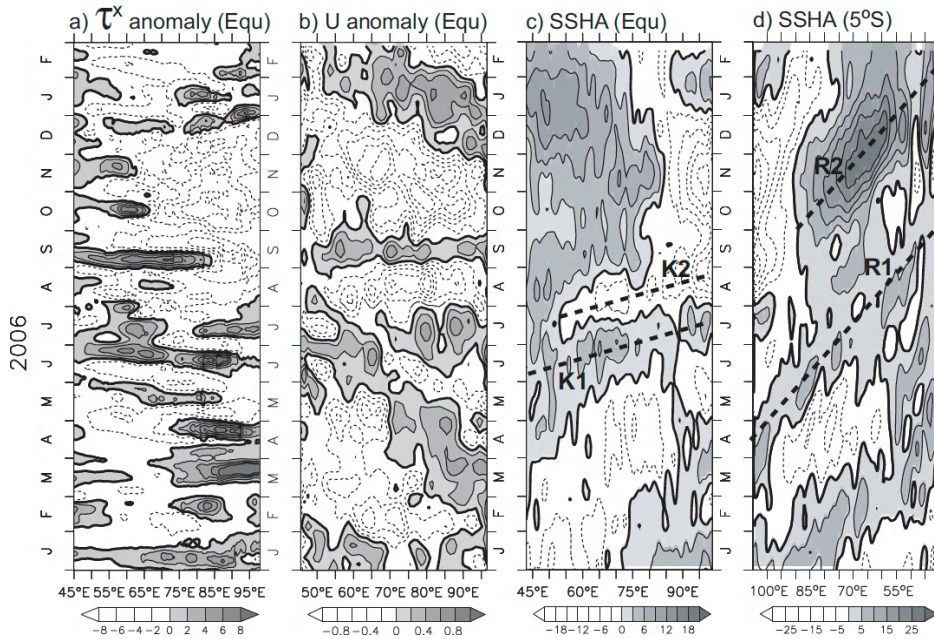 a) τˣ anomaly (Equ) b) U anomaly (Equ) c) SSHA (Equ) d) SSHA (5°S)
F F F F
J J J J
D D D D
N N N N
O O O O
S S S S
A A A A
J J J J
J J J J
M M M M
A A A A
M M M M
F F F F
J J J J
2006
K2
K1
R2
R1
45°E 55°E 65°E 75°E 85°E 95°E 50°E 60°E 70°E 80°E 90°E 45°E 60°E 75°E 90°E 100°E 85°E 70°E 55°E
-8 -6 -4 -2 0 2 4 6 8 -0.8 -0.4 0 0.4 0.8 -18 -12 -6 0 6 12 18 -25 -15 -5 5 15 25